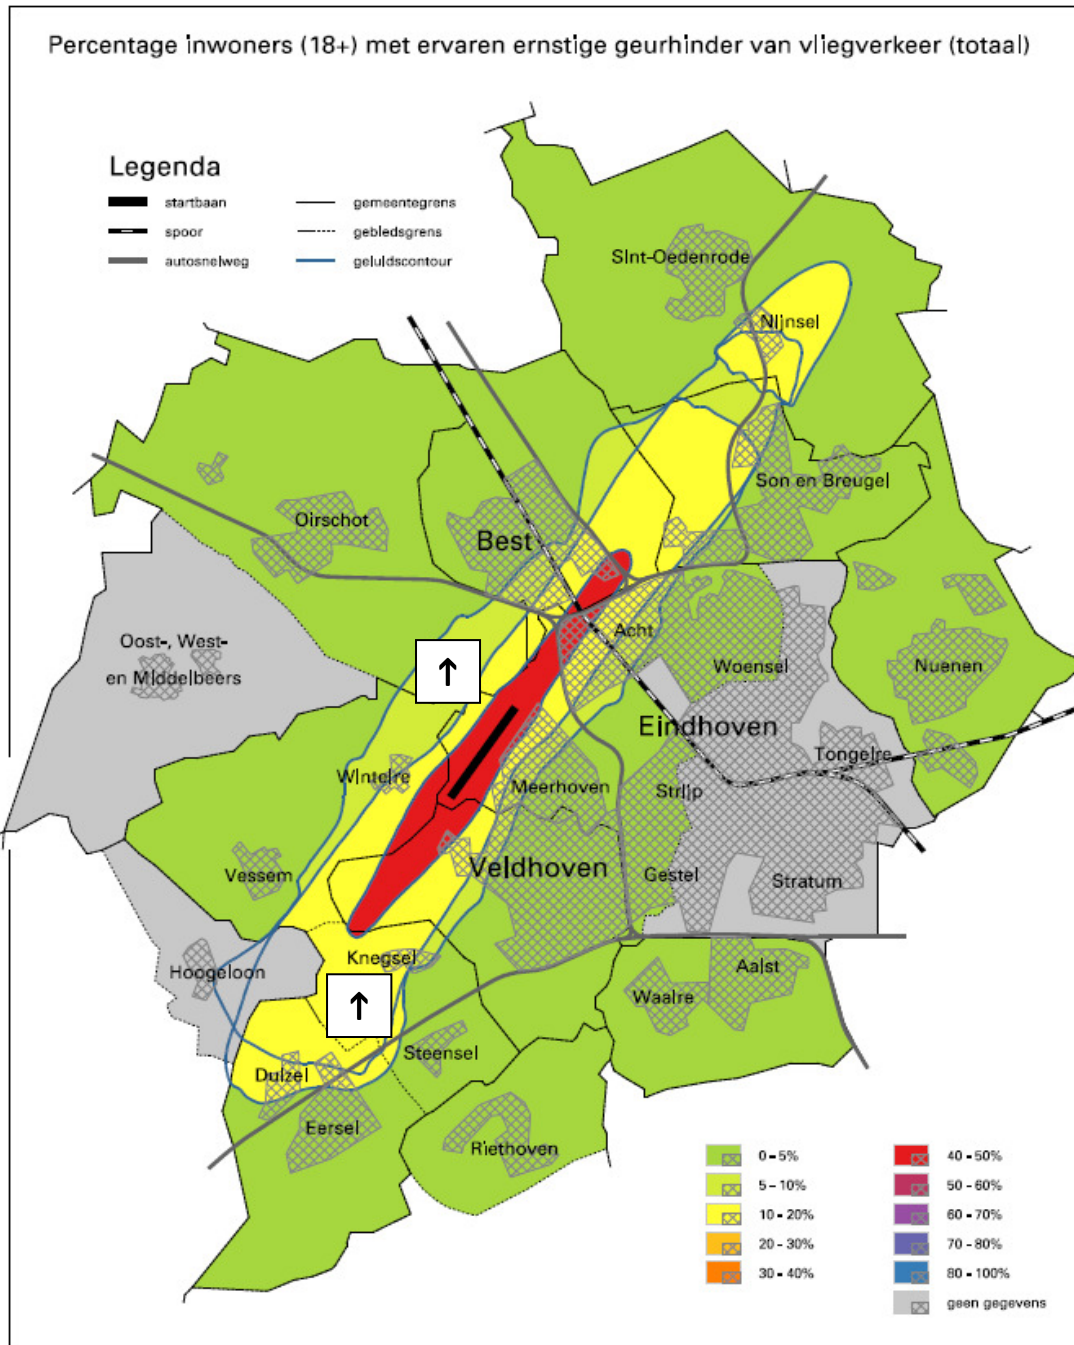 Percentage inwoners (18+) met ervaren ernstige geurhinder van vliegverkeer (totaal)
Legenda
startbaan
gemeentegrens
spoor
gebiedsgrens
autosnelweg
geluidscontour
Sint-Oedenrode
Nijnsel
Son en Breugel
Oirschot
Best
Acht
Oost-, West-
en Middelbeers
Woensel
Nuenen
↑
Eindhoven
Tongelre
Wintelre
Meerhoven
Strijp
Veldhoven
Vessem
Gestel
Stratum
Knegsel
Hoogeloon
Aalst
Waalre
↑
Steensel
Duizel
Eersel
Riethoven
0 - 5%
5 - 10%
10 - 20%
20 - 30%
30 - 40%
40 - 50%
50 - 60%
60 - 70%
70 - 80%
80 - 100%
geen gegevens